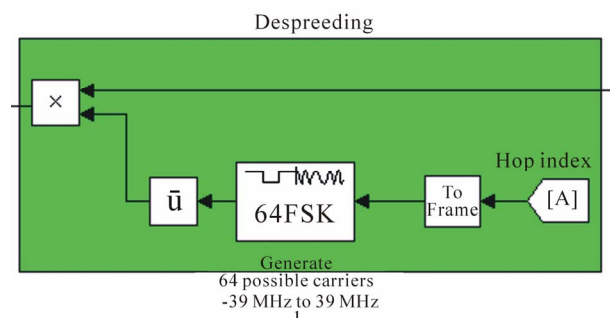 Despreeding
×
Hop index
ū
64FSK
To
Frame
[A]
Generate
64 possible carriers
-39 MHz to 39 MHz